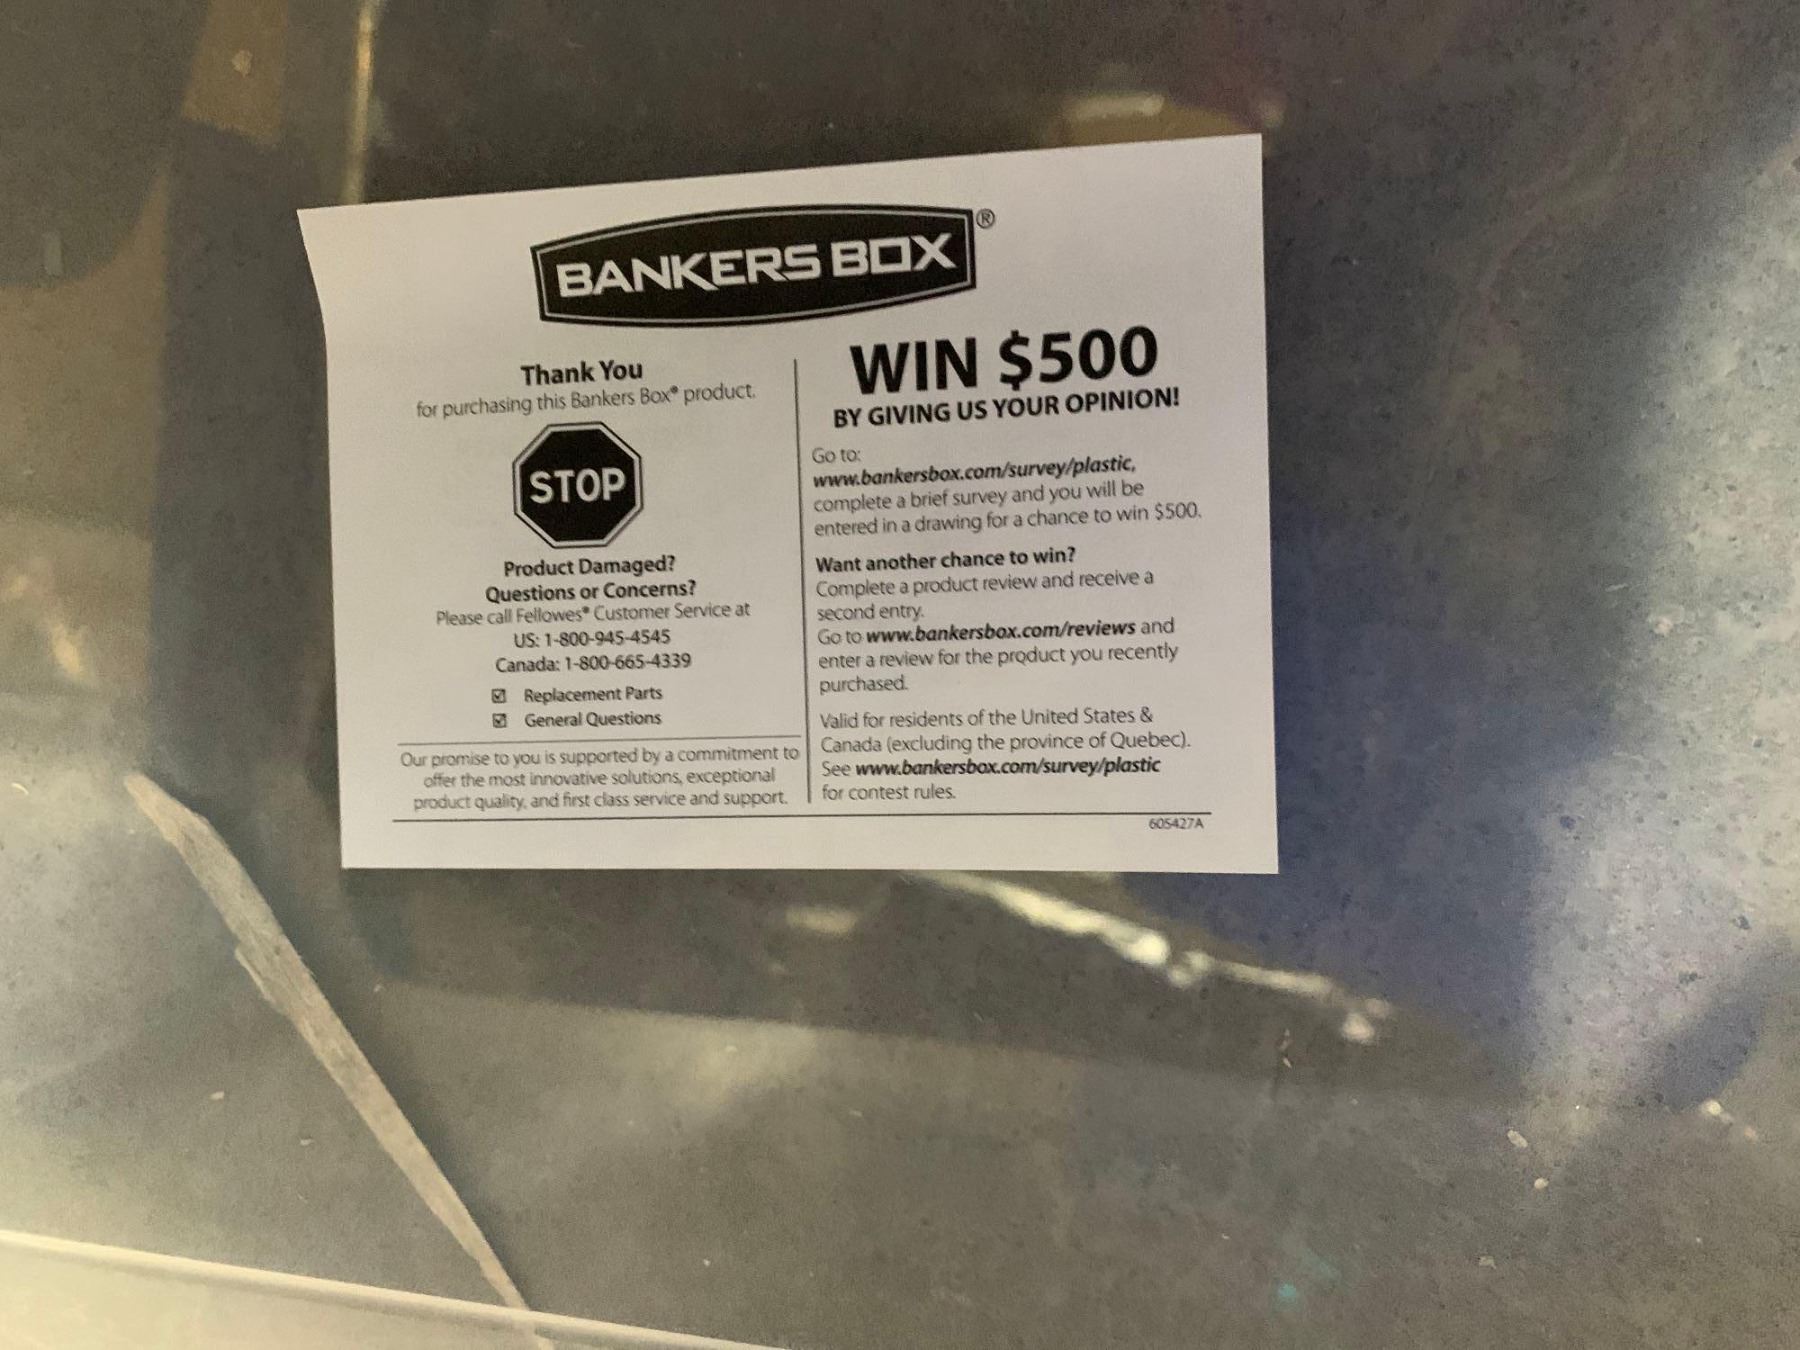 BANKERS BOX®
Thank You
for purchasing this Bankers Box® product.
STOP
Product Damaged?
Questions or Concerns?
Please call Fellowes® Customer Service at
US: 1-800-945-4545
Canada: 1-800-665-4339
☑ Replacement Parts
☑ General Questions
Our promise to you is supported by a commitment to
offer the most innovative solutions, exceptional
product quality, and first class service and support.
WIN $500
BY GIVING US YOUR OPINION!
Go to:
www.bankersbox.com/survey/plastic,
complete a brief survey and you will be
entered in a drawing for a chance to win $500.
Want another chance to win?
Complete a product review and receive a
second entry.
Go to www.bankersbox.com/reviews and
enter a review for the product you recently
purchased.
Valid for residents of the United States &
Canada (excluding the province of Quebec).
See www.bankersbox.com/survey/plastic
for contest rules.
605427A